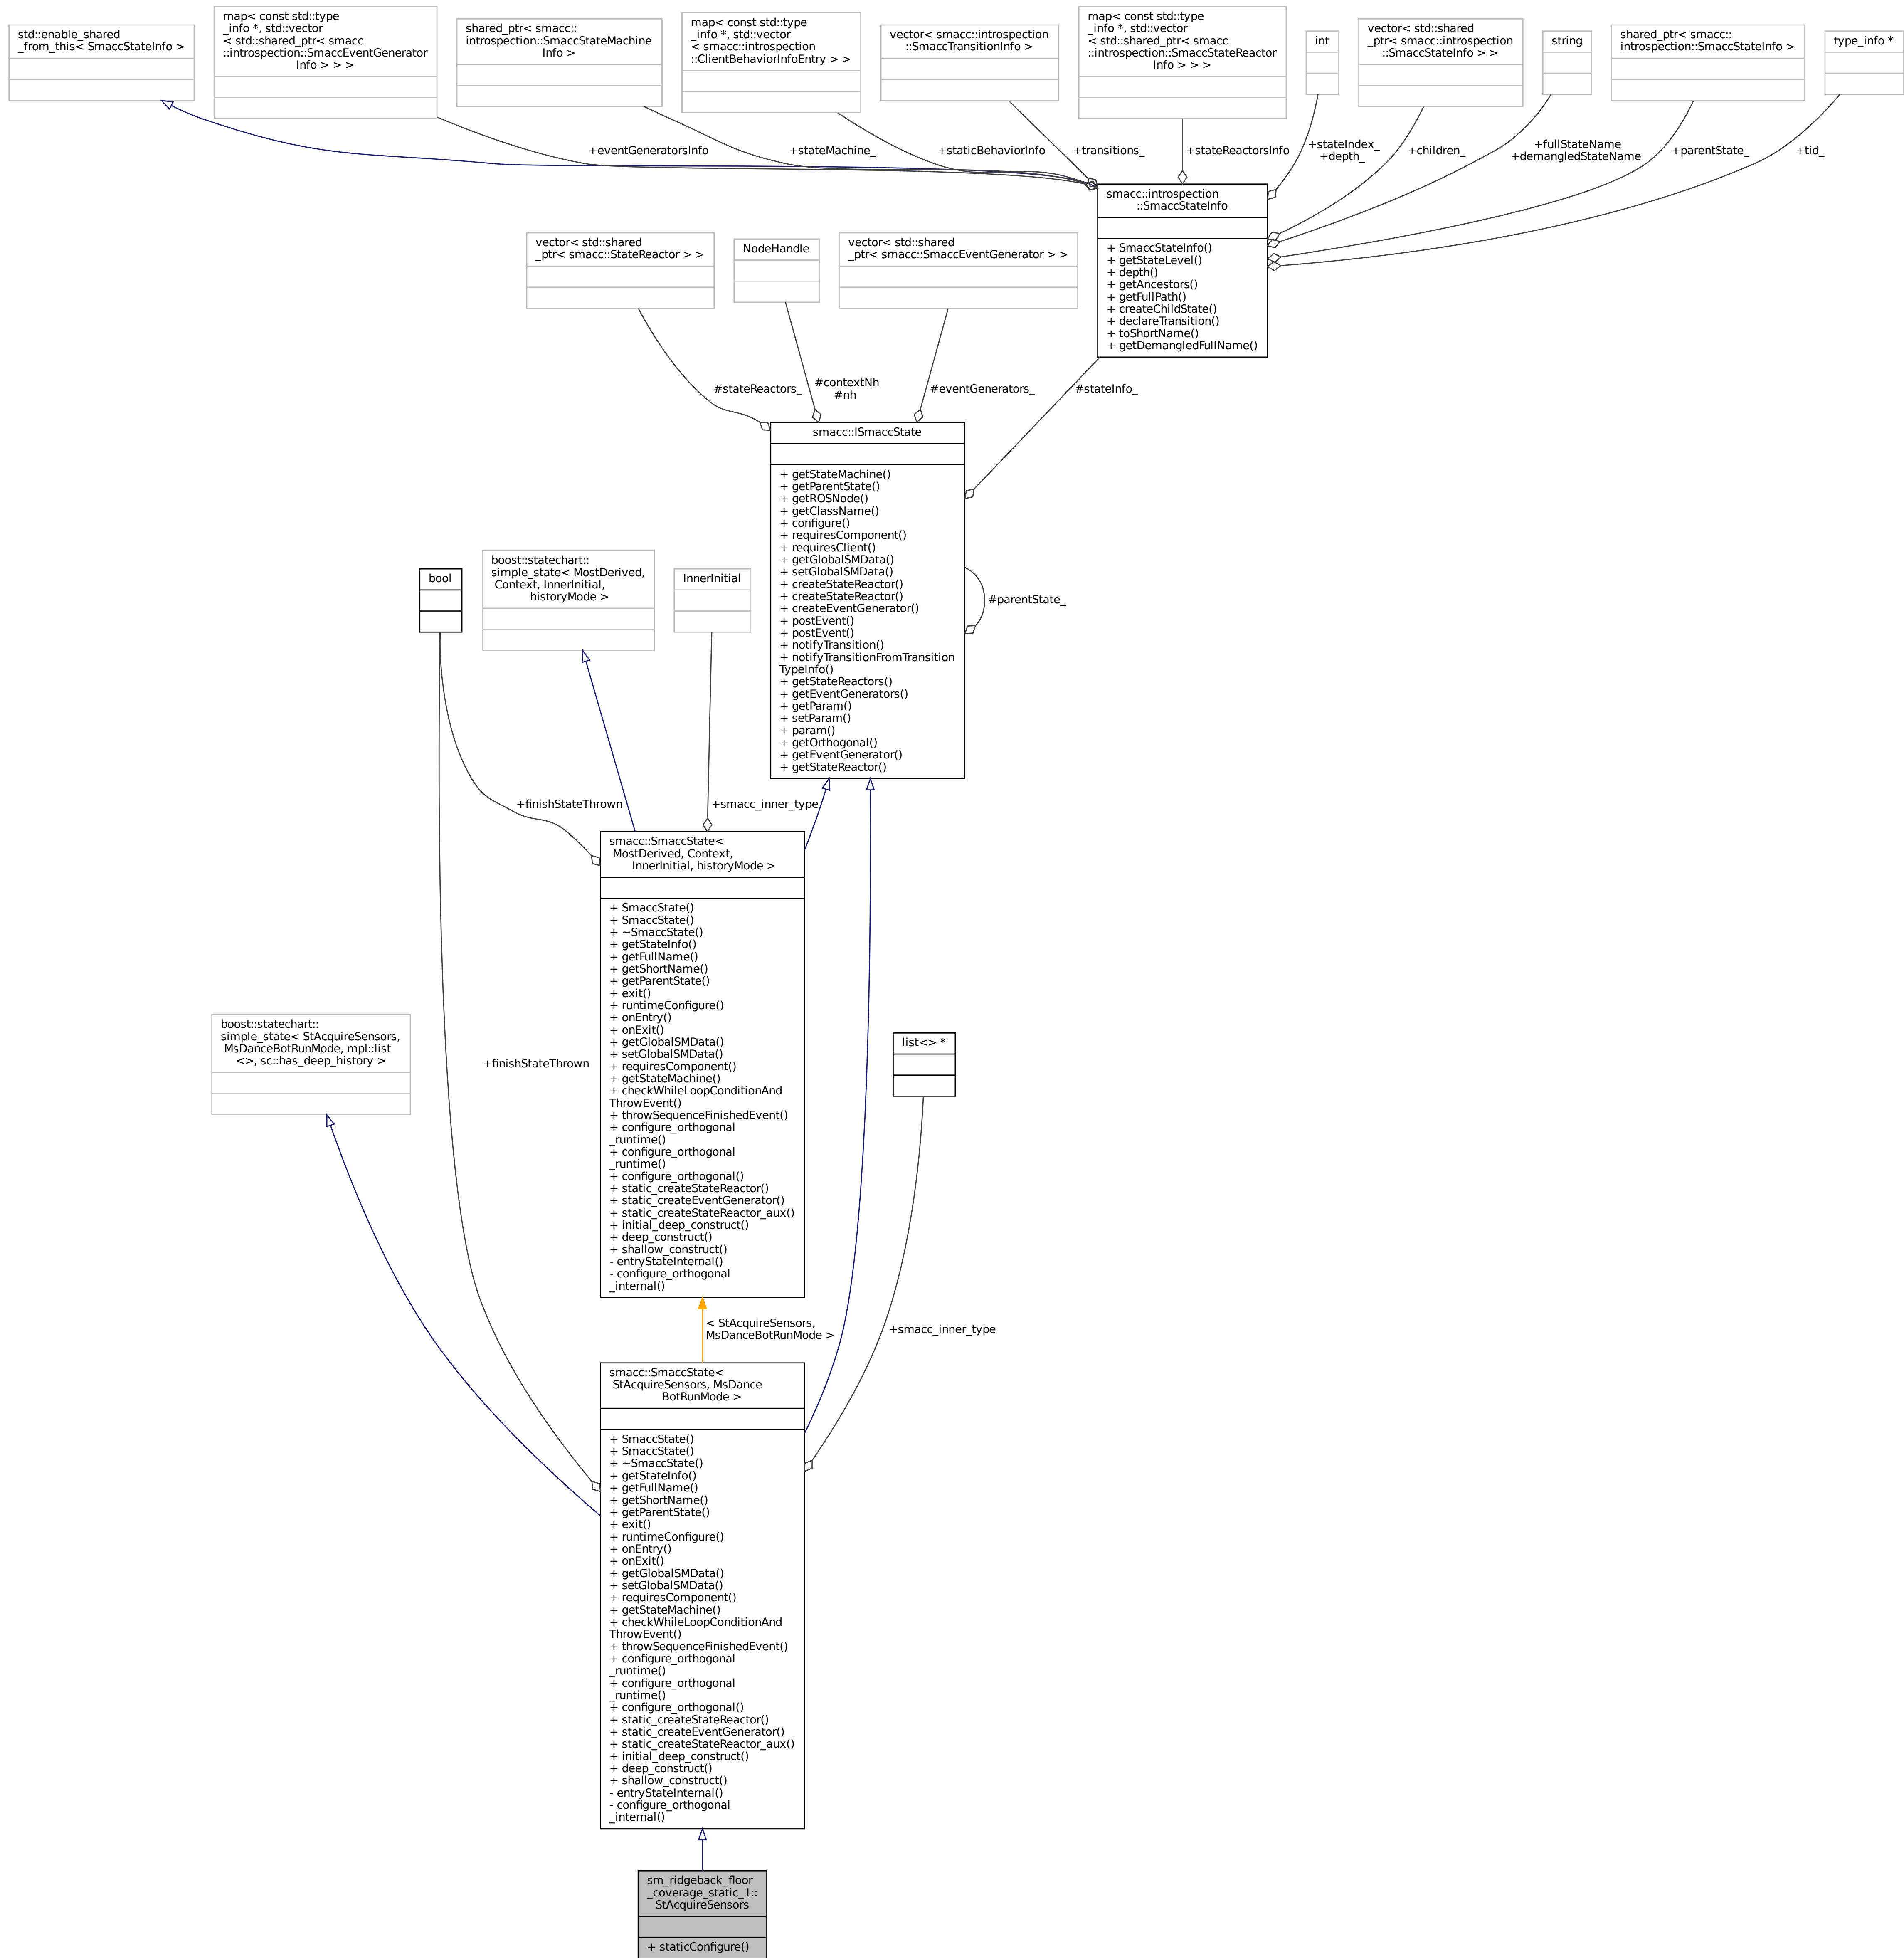 std::enable_shared
_from_this< SmaccStateInfo >
map< const std::type
_info *, std::vector
< std::shared_ptr< smacc
::introspection::SmaccEventGenerator
Info > > >
shared_ptr< smacc::
introspection::SmaccStateMachine
Info >
map< const std::type
_info *, std::vector
< smacc::introspection
::ClientBehaviorInfoEntry > >
vector< smacc::introspection
::SmaccTransitionInfo >
map< const std::type
_info *, std::vector
< std::shared_ptr< smacc
::introspection::SmaccStateReactor
Info > > >
int
vector< std::shared
_ptr< smacc::introspection
::SmaccStateInfo > >
string
shared_ptr< smacc::
introspection::SmaccStateInfo >
type_info *
+eventGeneratorsInfo
+stateMachine_
+staticBehaviorInfo
+transitions_
+stateReactorsInfo
+stateIndex_
+depth_
+children_
+fullStateName
+demangledStateName
+parentState_
+tid_
smacc::introspection
::SmaccStateInfo
+ SmaccStateInfo()
+ getStateLevel()
+ depth()
+ getAncestors()
+ getFullPath()
+ createChildState()
+ declareTransition()
+ toShortName()
+ getDemangledFullName()
vector< std::shared
_ptr< smacc::StateReactor > >
NodeHandle
vector< std::shared
_ptr< smacc::SmaccEventGenerator > >
#stateReactors_
#contextNh
#nh
#eventGenerators_
#stateInfo_
smacc::ISmaccState
+ getStateMachine()
+ getParentState()
+ getROSNode()
+ getClassName()
+ configure()
+ requiresComponent()
+ requiresClient()
+ getGlobalSMData()
+ setGlobalSMData()
+ createStateReactor()
+ createStateReactor()
+ createEventGenerator()
+ postEvent()
+ postEvent()
+ notifyTransition()
+ notifyTransitionFromTransition
TypeInfo()
+ getStateReactors()
+ getEventGenerators()
+ getParam()
+ setParam()
+ param()
+ getOrthogonal()
+ getEventGenerator()
+ getStateReactor()
#parentState_
bool
boost::statechart::
simple_state< MostDerived,
Context, InnerInitial,
historyMode >
InnerInitial
+finishStateThrown
+smacc_inner_type
smacc::SmaccState<
MostDerived, Context,
InnerInitial, historyMode >
+ SmaccState()
+ SmaccState()
+ ~SmaccState()
+ getStateInfo()
+ getFullName()
+ getShortName()
+ getParentState()
+ exit()
+ runtimeConfigure()
+ onEntry()
+ onExit()
+ getGlobalSMData()
+ setGlobalSMData()
+ requiresComponent()
+ getStateMachine()
+ checkWhileLoopConditionAnd
ThrowEvent()
+ throwSequenceFinishedEvent()
+ configure_orthogonal
_runtime()
+ configure_orthogonal
_runtime()
+ configure_orthogonal()
+ static_createStateReactor()
+ static_createEventGenerator()
+ static_createStateReactor_aux()
+ initial_deep_construct()
+ deep_construct()
+ shallow_construct()
- entryStateInternal()
- configure_orthogonal
_internal()
boost::statechart::
simple_state< StAcquireSensors,
MsDanceBotRunMode, mpl::list
<>, sc::has_deep_history >
+finishStateThrown
list<> *
< StAcquireSensors,
MsDanceBotRunMode >
+smacc_inner_type
smacc::SmaccState<
StAcquireSensors, MsDance
BotRunMode >
+ SmaccState()
+ SmaccState()
+ ~SmaccState()
+ getStateInfo()
+ getFullName()
+ getShortName()
+ getParentState()
+ exit()
+ runtimeConfigure()
+ onEntry()
+ onExit()
+ getGlobalSMData()
+ setGlobalSMData()
+ requiresComponent()
+ getStateMachine()
+ checkWhileLoopConditionAnd
ThrowEvent()
+ throwSequenceFinishedEvent()
+ configure_orthogonal
_runtime()
+ configure_orthogonal
_runtime()
+ configure_orthogonal()
+ static_createStateReactor()
+ static_createEventGenerator()
+ static_createStateReactor_aux()
+ initial_deep_construct()
+ deep_construct()
+ shallow_construct()
- entryStateInternal()
- configure_orthogonal
_internal()
sm_ridgeback_floor
_coverage_static_1::
StAcquireSensors
+ staticConfigure()